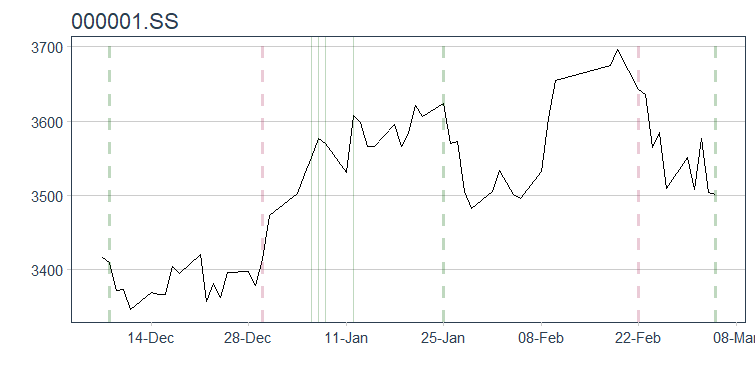 000001.SS
3700
3600
3500
3400
14-Dec
28-Dec
11-Jan
25-Jan
08-Feb
22-Feb
08-Mar